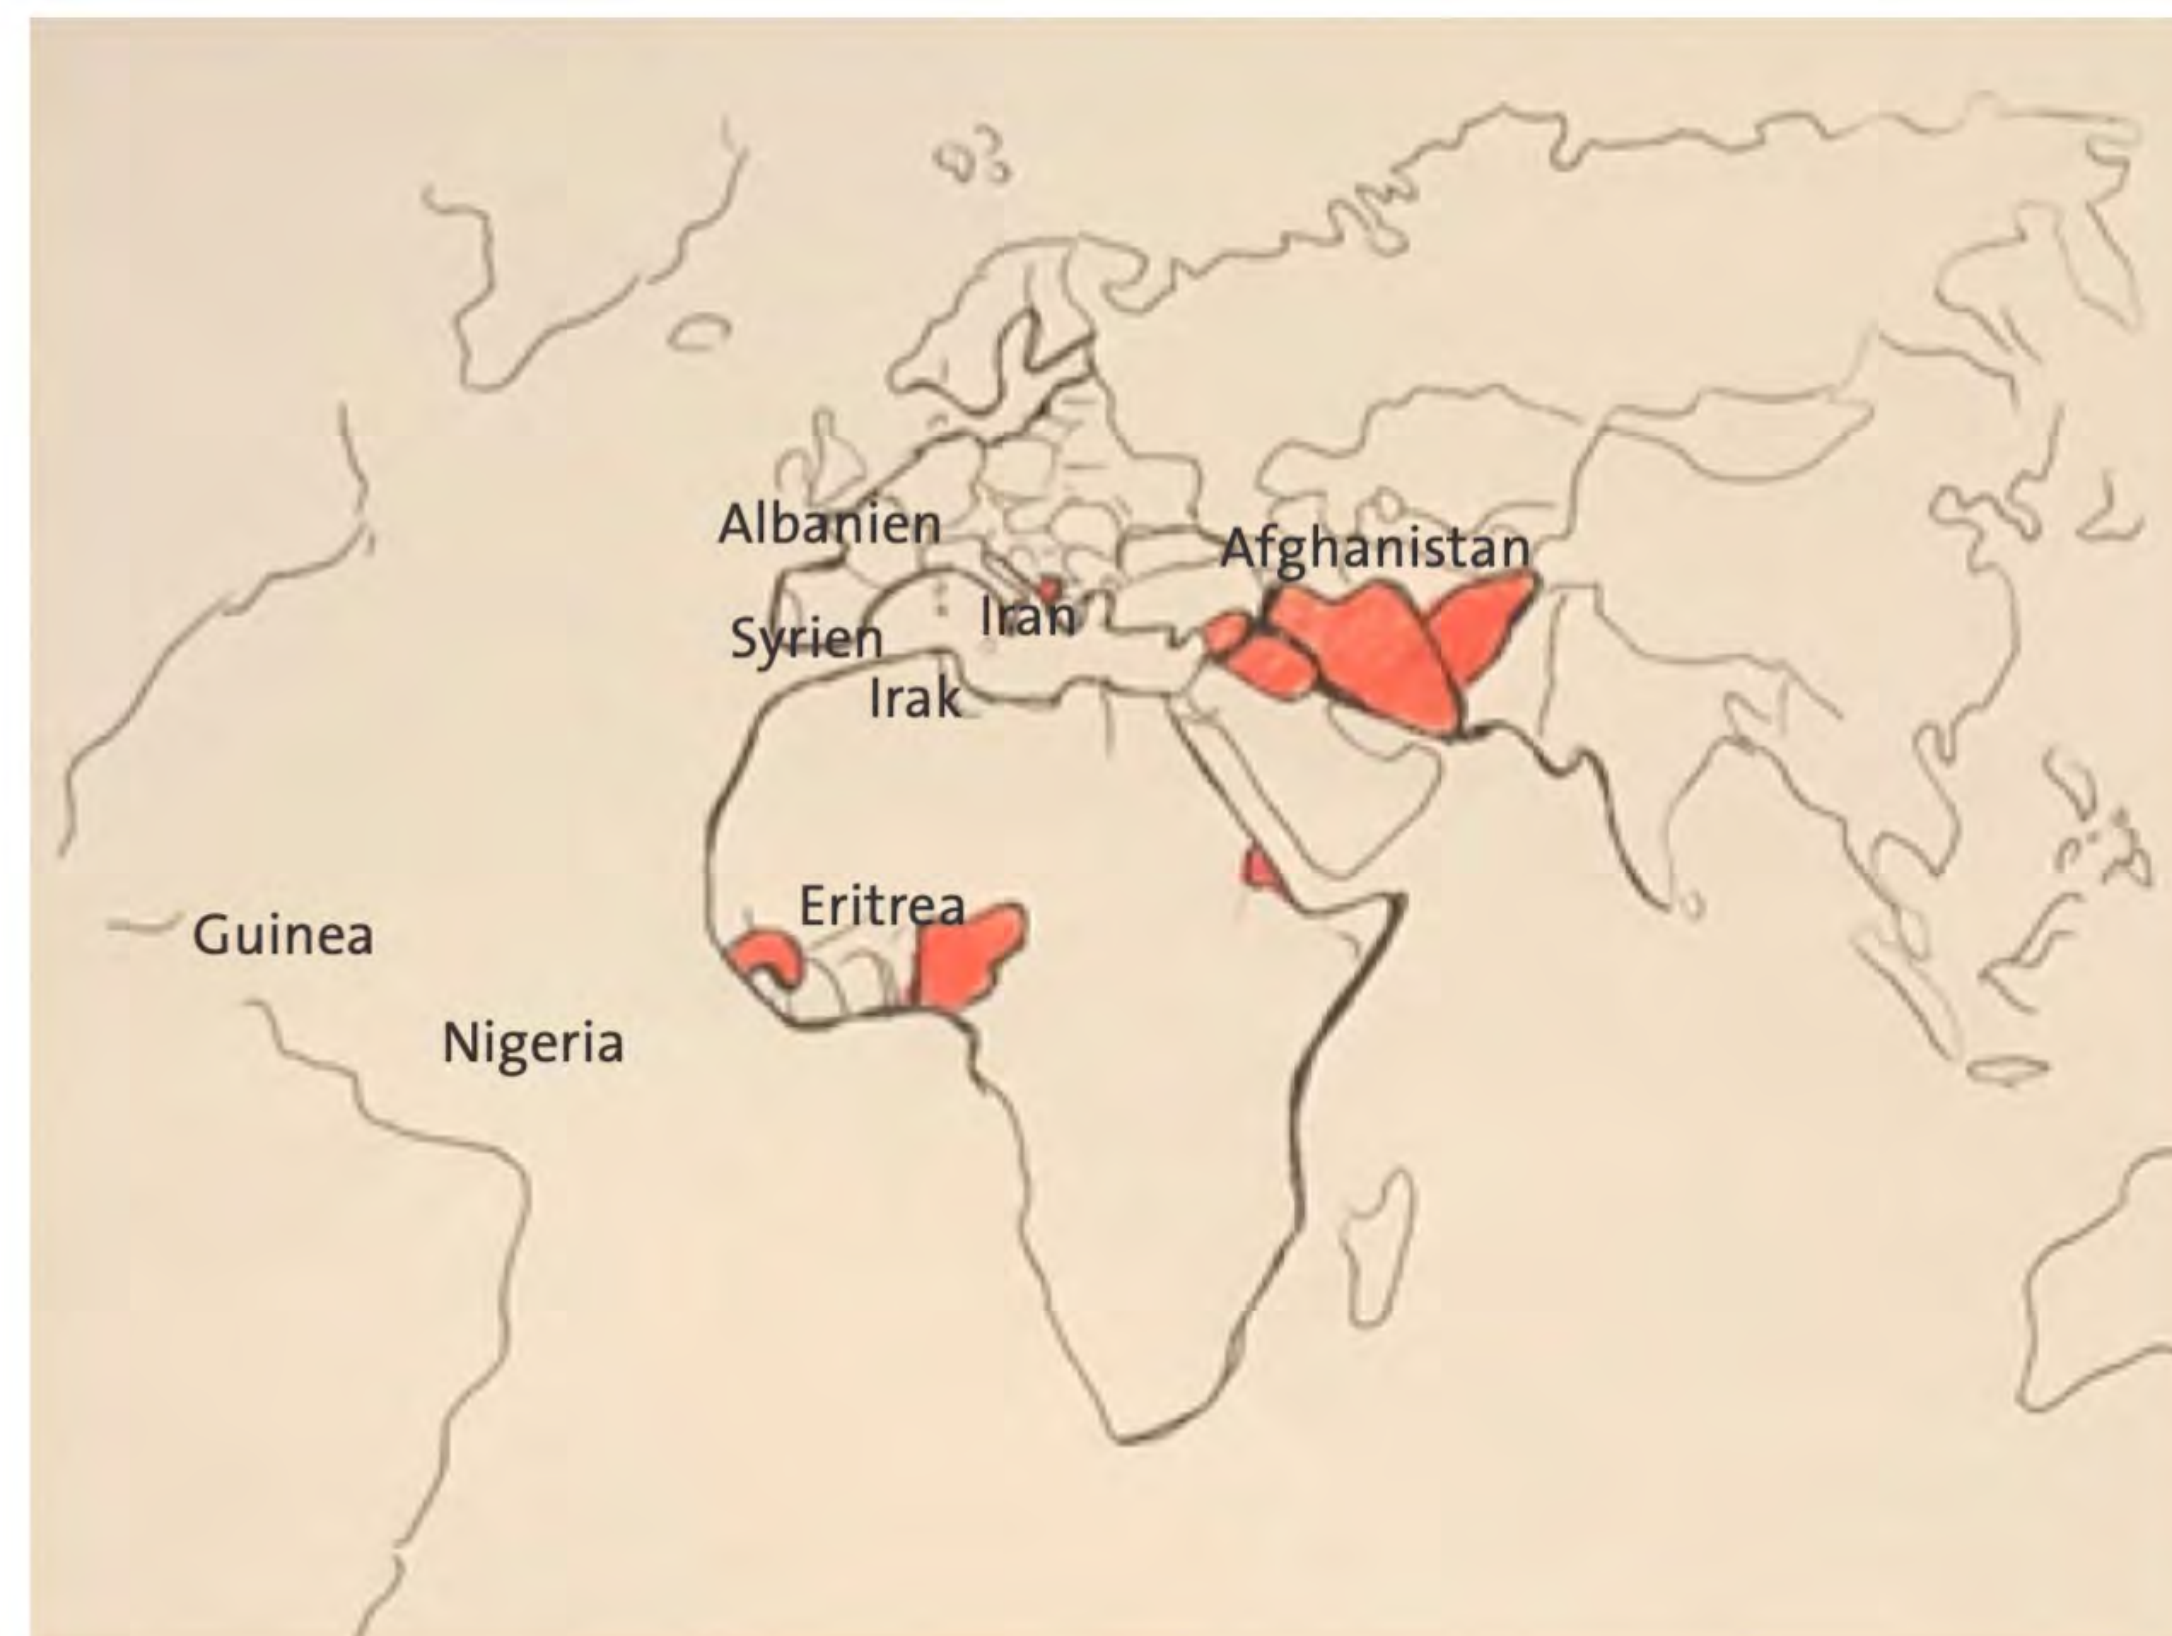 Albanien
Afghanistan
Iran
Syrien
Irak
Eritrea
Guinea
Nigeria